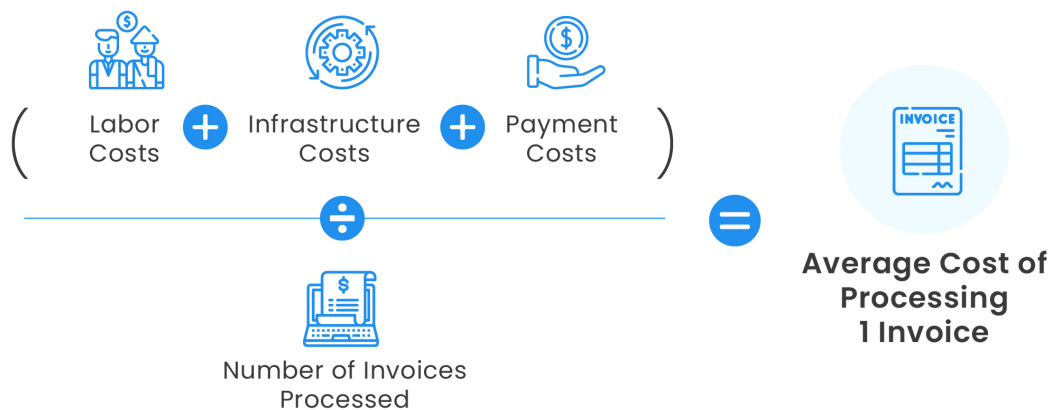 $
Labor
Costs
+
Infrastructure
Costs
+
$
Payment
Costs
(
)
÷
$
Number of Invoices
Processed
=
INVOICE
Average Cost of
Processing
1 Invoice